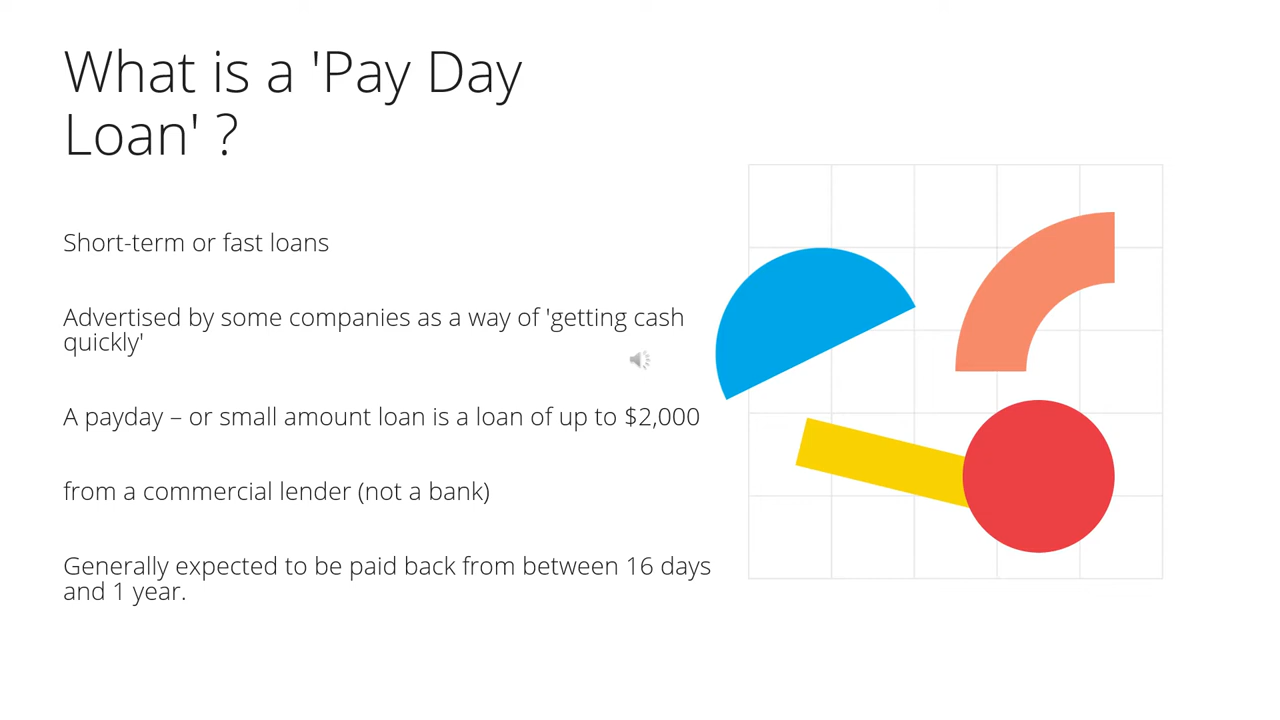 What is a 'Pay Day
Loan' ?
Short-term or fast loans
Advertised by some companies as a way of 'getting cash
quickly'
A payday – or small amount loan is a loan of up to $2,000
from a commercial lender (not a bank)
Generally expected to be paid back from between 16 days
and 1 year.